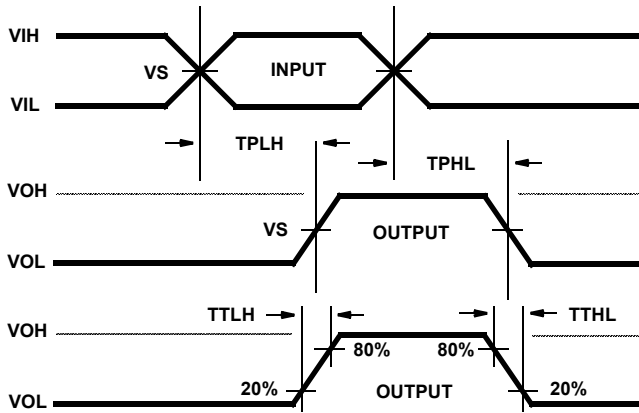 VIH
VS
INPUT
VIL
TPLH
TPHL
VOH
VS
OUTPUT
VOL
TTLH
TTHL
VOH
80%
80%
20%
OUTPUT
20%
VOL